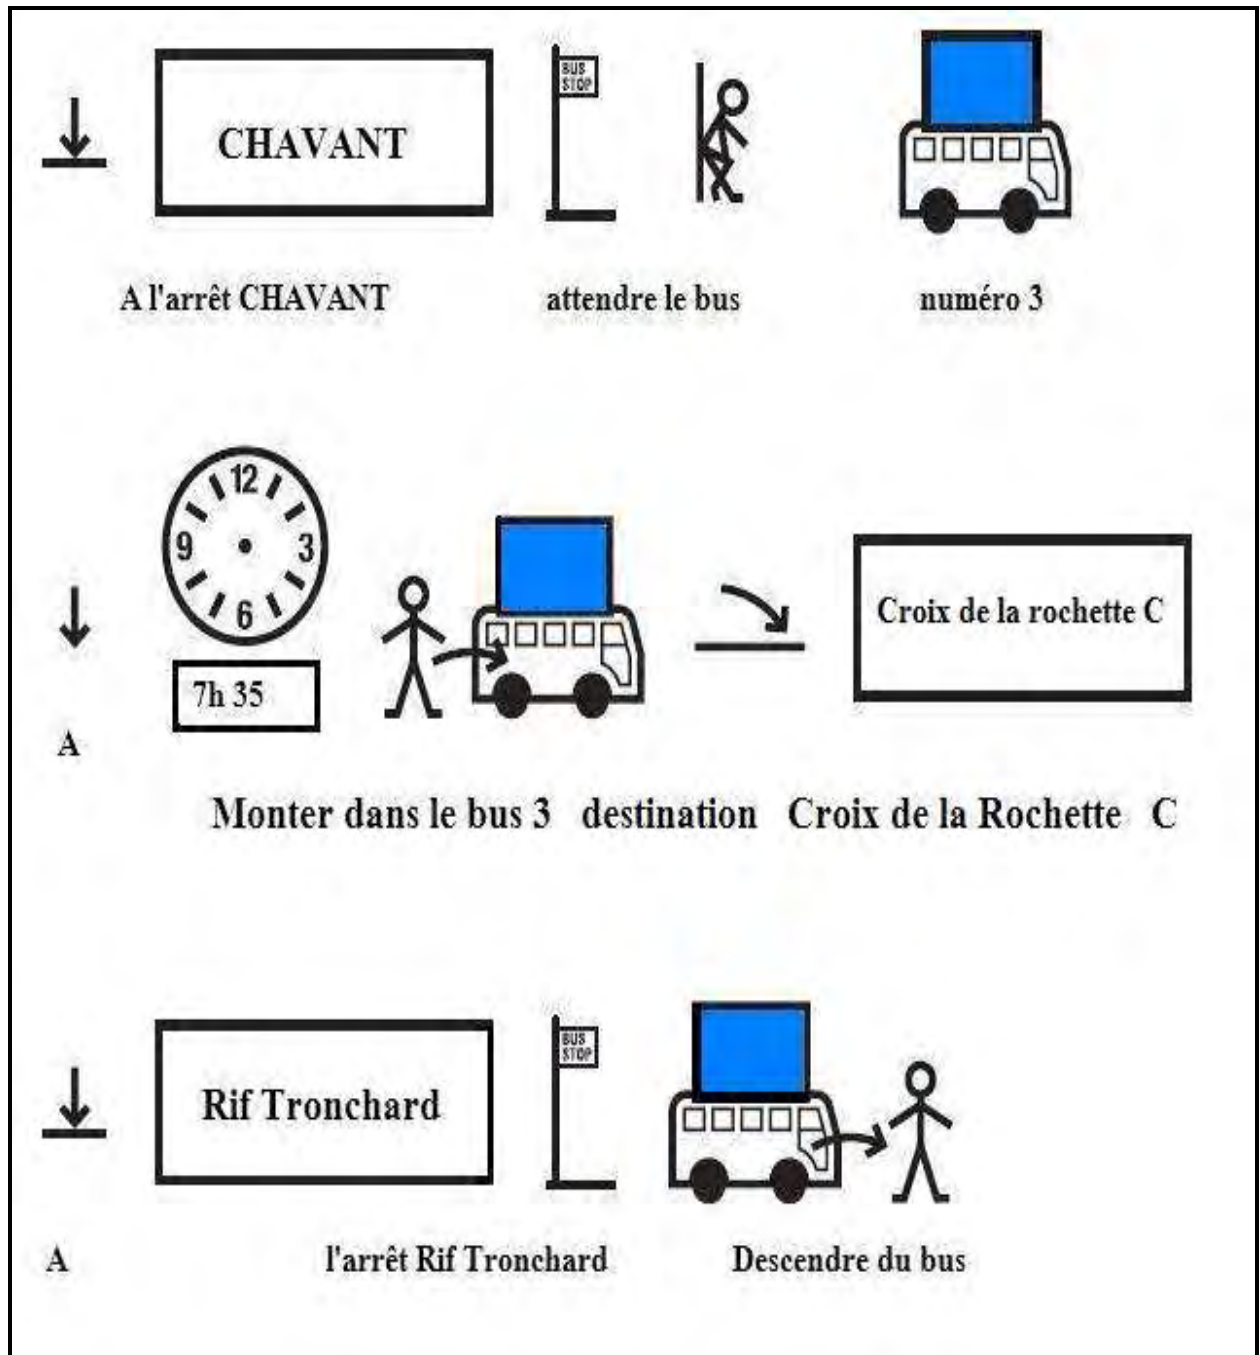 CHAVANT
BUS STOP
A l'arrêt CHAVANT attendre le bus numéro 3
12
9 3
6
7h 35
Croix de la rochette C
A
Monter dans le bus 3 destination Croix de la Rochette C
Rif Tronchard
BUS STOP
A l'arrêt Rif Tronchard Descendre du bus